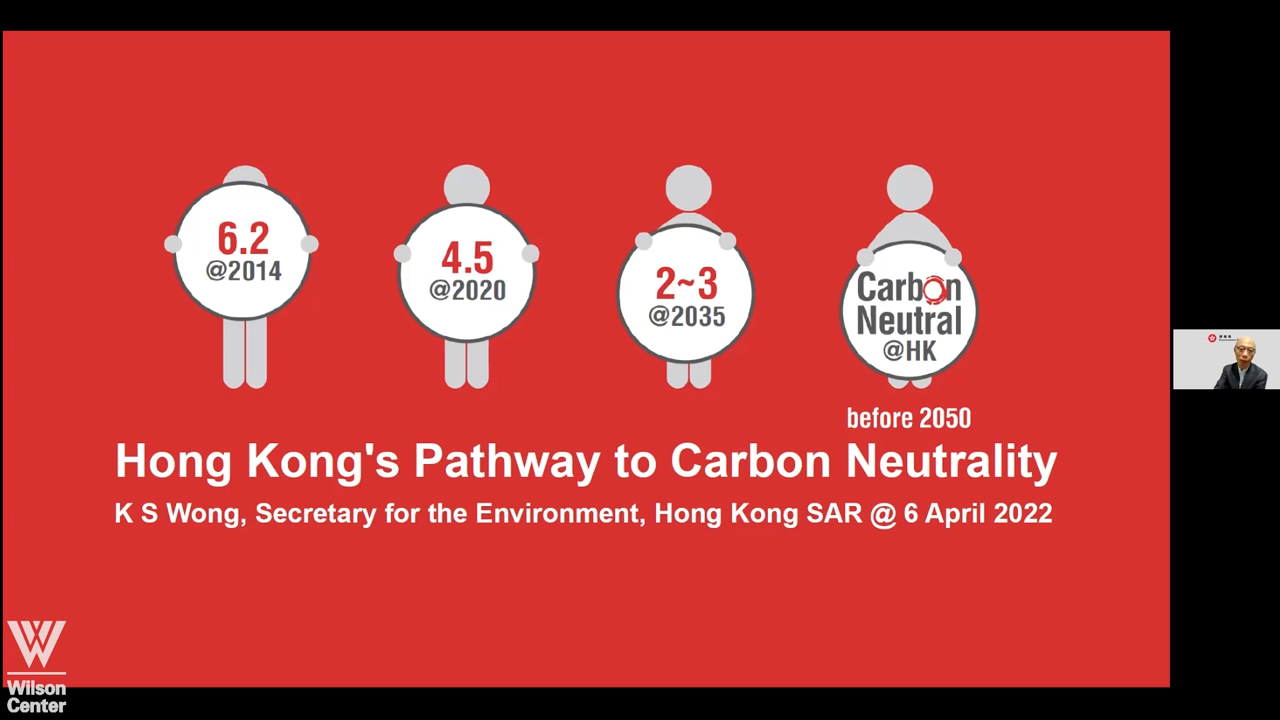 6.2
@2014
4.5
@2020
2~3
@2035
Carbon
Neutral
@HK
before 2050
Hong Kong's Pathway to Carbon Neutrality
K S Wong, Secretary for the Environment, Hong Kong SAR @ 6 April 2022
Wilson
Center